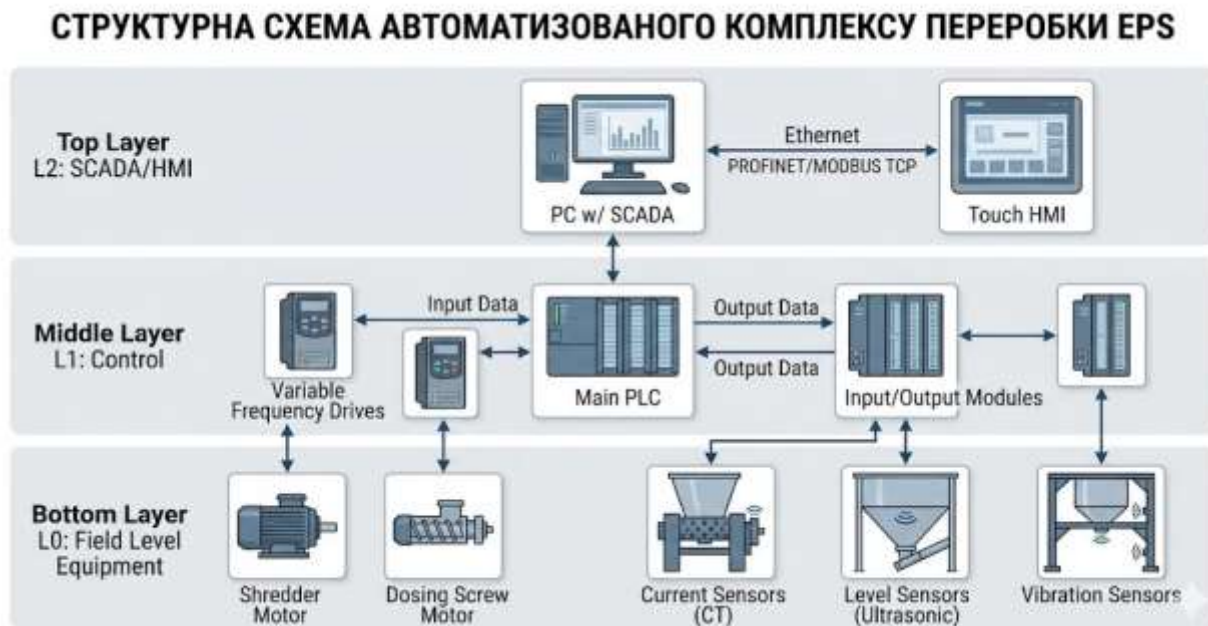 СТРУКТУРНА СХЕМА АВТОМАТИЗОВАНОГО КОМПЛЕКСУ ПЕРЕРОБКИ EPS
Top Layer
L2: SCADA/HMI
PC w/ SCADA
Ethernet
PROFINET/MODBUS TCP
Touch HMI
Middle Layer
L1: Control
Variable
Frequency Drives
Input Data
Main PLC
Output Data
Output Data
Input/Output Modules
Bottom Layer
L0: Field Level
Equipment
Shredder
Motor
Dosing Screw
Motor
Current Sensors
(CT)
Level Sensors
(Ultrasonic)
Vibration Sensors